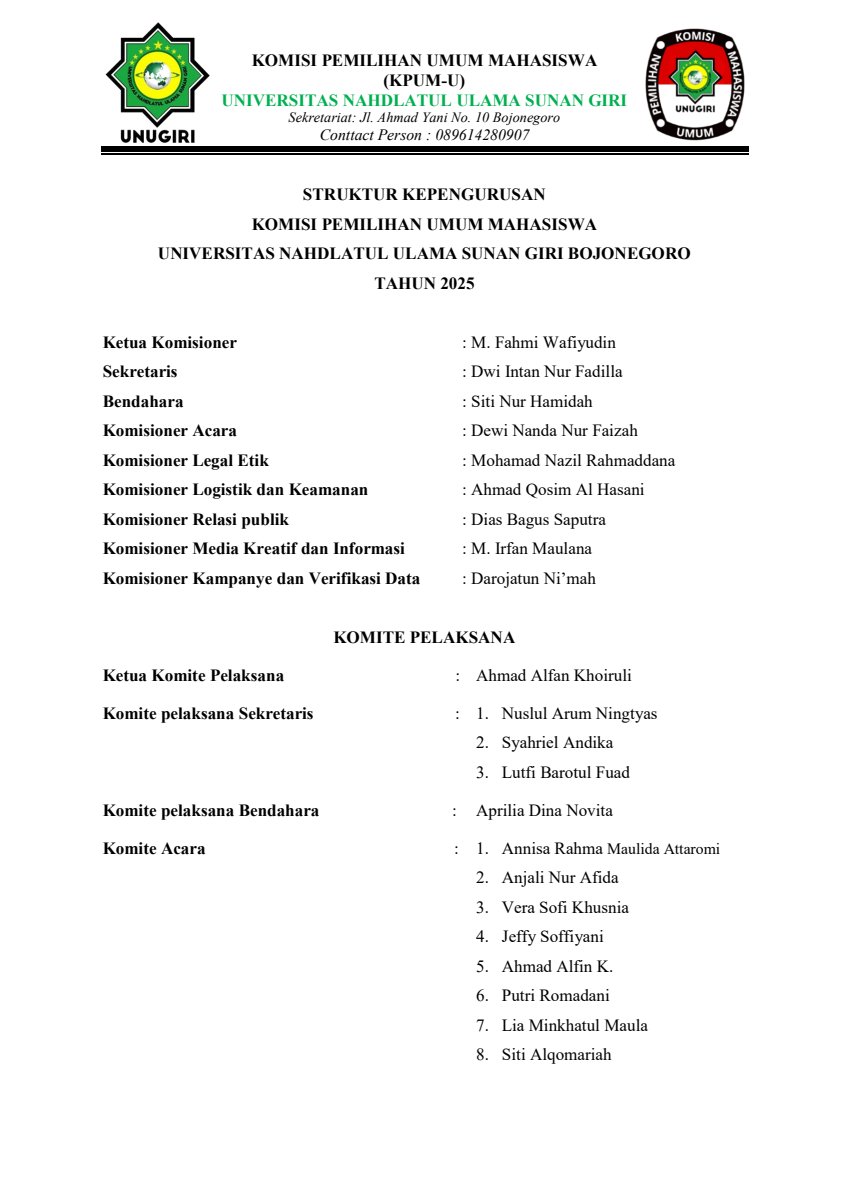 KOMISI PEMILIHAN UMUM MAHASISWA
(KPUM-U)
UNIVERSITAS NAHDLATUL ULAMA SUNAN GIRI
Sekretariat: Jl. Ahmad Yani No. 10 Bojonegoro
Conttact Person : 089614280907
UNIVERSITAS NAHDLATUL ULAMA SUNAN GIRI
UNUGIRI
KOMISI
PEMILIHAN
MAHASISWA
UNUGIRI
UMUM
STRUKTUR KEPENGURUSAN
KOMISI PEMILIHAN UMUM MAHASISWA
UNIVERSITAS NAHDLATUL ULAMA SUNAN GIRI BOJONEGORO
TAHUN 2025
Ketua Komisioner : M. Fahmi Wafiyudin
Sekretaris : Dwi Intan Nur Fadilla
Bendahara : Siti Nur Hamidah
Komisioner Acara : Dewi Nanda Nur Faizah
Komisioner Legal Etik : Mohamad Nazil Rahmaddana
Komisioner Logistik dan Keamanan : Ahmad Qosim Al Hasani
Komisioner Relasi publik : Dias Bagus Saputra
Komisioner Media Kreatif dan Informasi : M. Irfan Maulana
Komisioner Kampanye dan Verifikasi Data : Darojatun Ni’mah
KOMITE PELAKSANA
Ketua Komite Pelaksana : Ahmad Alfan Khoiruli
Komite pelaksana Sekretaris : 1. Nuslul Arum Ningtyas
2. Syahriel Andika
3. Lutfi Barotul Fuad
Komite pelaksana Bendahara : Aprilia Dina Novita
Komite Acara : 1. Annisa Rahma Maulida Attaromi
2. Anjali Nur Afida
3. Vera Sofi Khusnia
4. Jeffy Soffiyani
5. Ahmad Alfin K.
6. Putri Romadani
7. Lia Minkhatul Maula
8. Siti Alqomariah